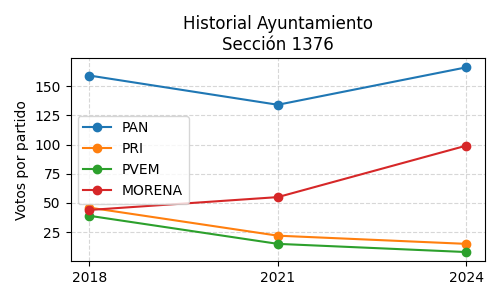 Historial Ayuntamiento
Sección 1376
Votos por partido
150
125
100
75
50
25
PAN
PRI
PVEM
MORENA
2018 2021 2024